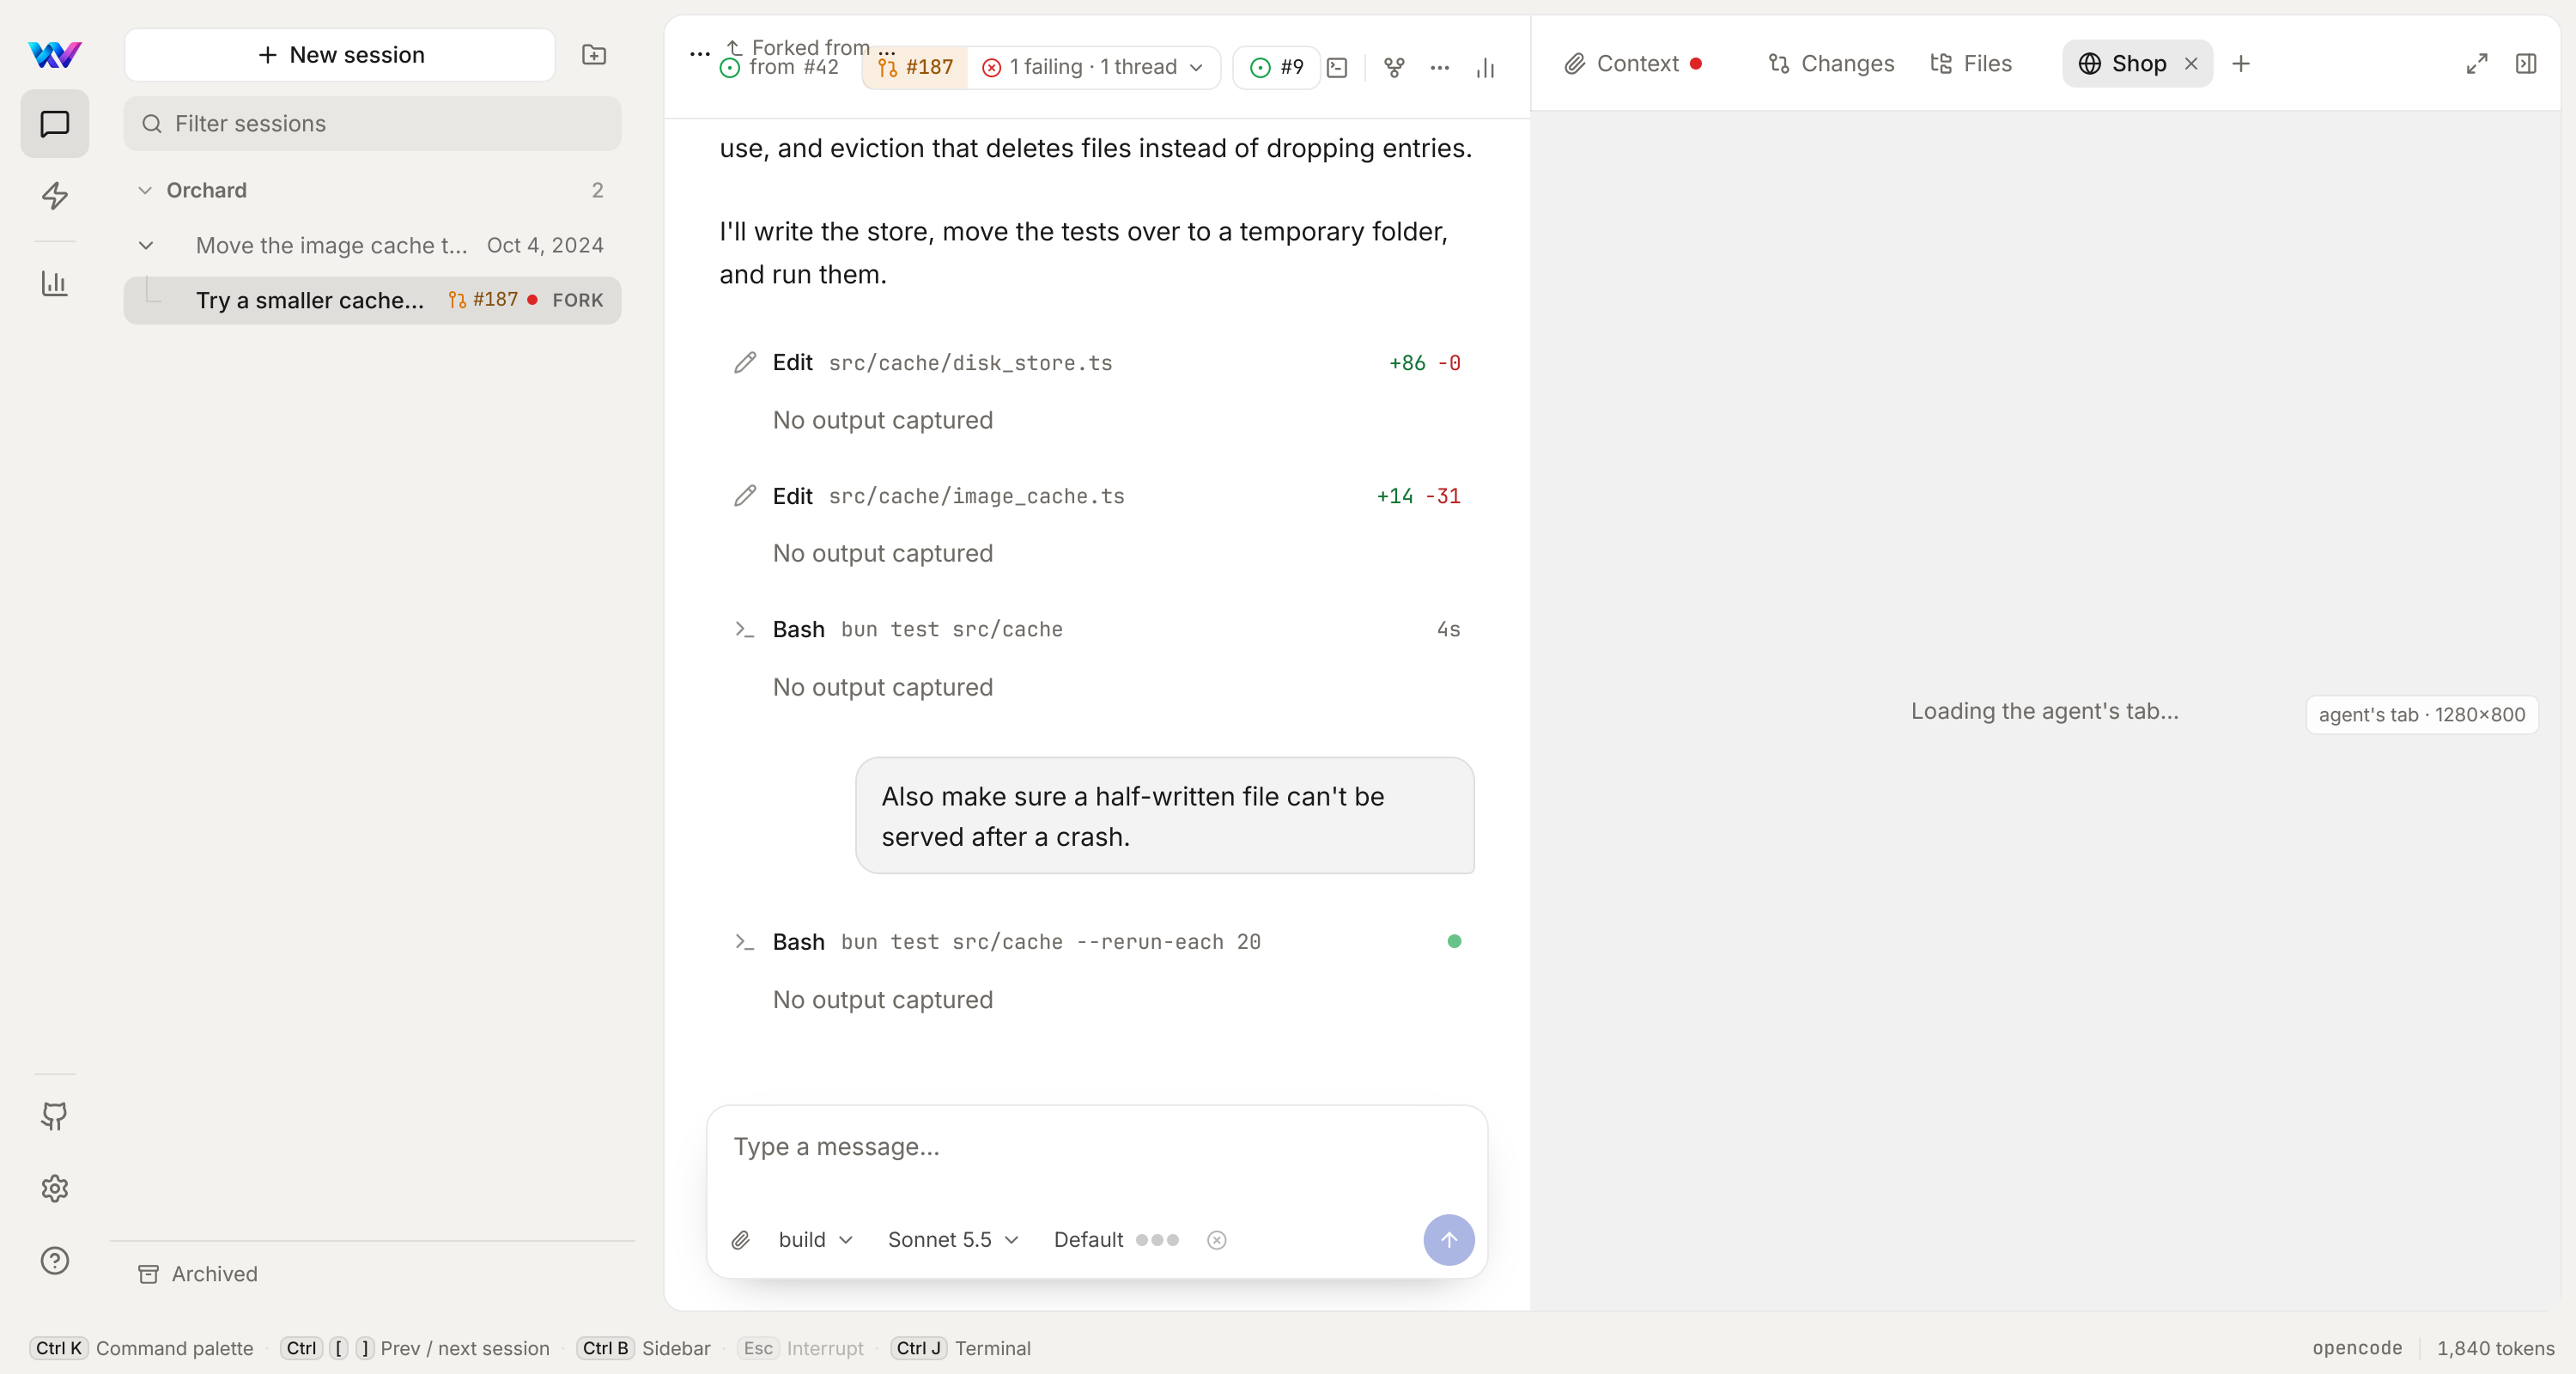 New session
Filter sessions
Orchard 2
Move the image cache t... Oct 4, 2024
Try a smaller cache... #187 FORK
Archived
... Forked from ...
from #42 #187 1 failing · 1 thread #9
use, and eviction that deletes files instead of dropping entries.
I'll write the store, move the tests over to a temporary folder,
and run them.
Edit src/cache/disk_store.ts +86 -0
No output captured
Edit src/cache/image_cache.ts +14 -31
No output captured
Bash bun test src/cache 4s
No output captured
Also make sure a half-written file can't be
served after a crash.
Bash bun test src/cache --rerun-each 20
No output captured
Type a message...
build Sonnet 5.5 Default
Context Changes Files Shop
Loading the agent's tab...
agent's tab · 1280×800
Ctrl K Command palette · Ctrl [ ] Prev / next session · Ctrl B Sidebar · Esc Interrupt · Ctrl J Terminal
opencode 1,840 tokens